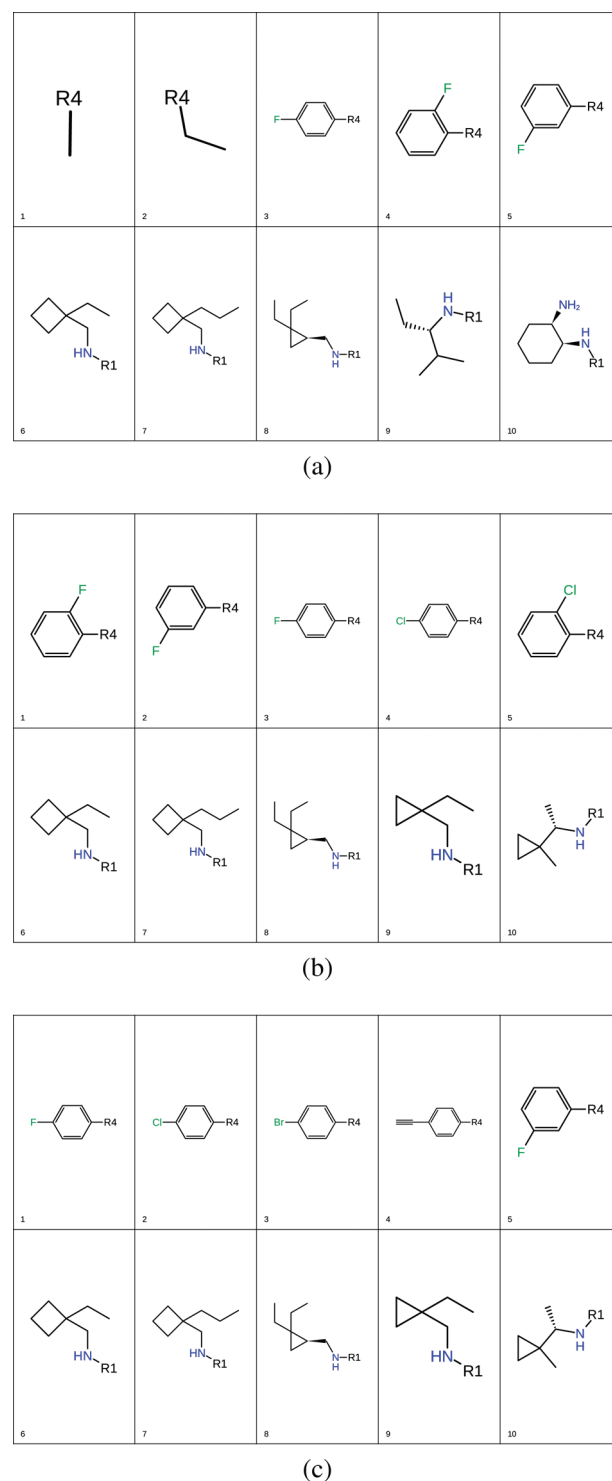 R4
R4
F R4
F
R4
R4
F
1 2 3 4 5
HN
R1
HN
R1
N R1
H
H
N R1
NH₂
H
N
R1
6 7 8 9 10
(a)
F
R4
R4
F
F R4
Cl R4
Cl
R4
1 2 3 4 5
HN
R1
HN
R1
N R1
H
HN
R1
R1
N
H
6 7 8 9 10
(b)
F R4
Cl R4
Br R4
R4
R4
F
1 2 3 4 5
HN
R1
HN
R1
N R1
H
HN
R1
R1
N
H
6 7 8 9 10
(c)